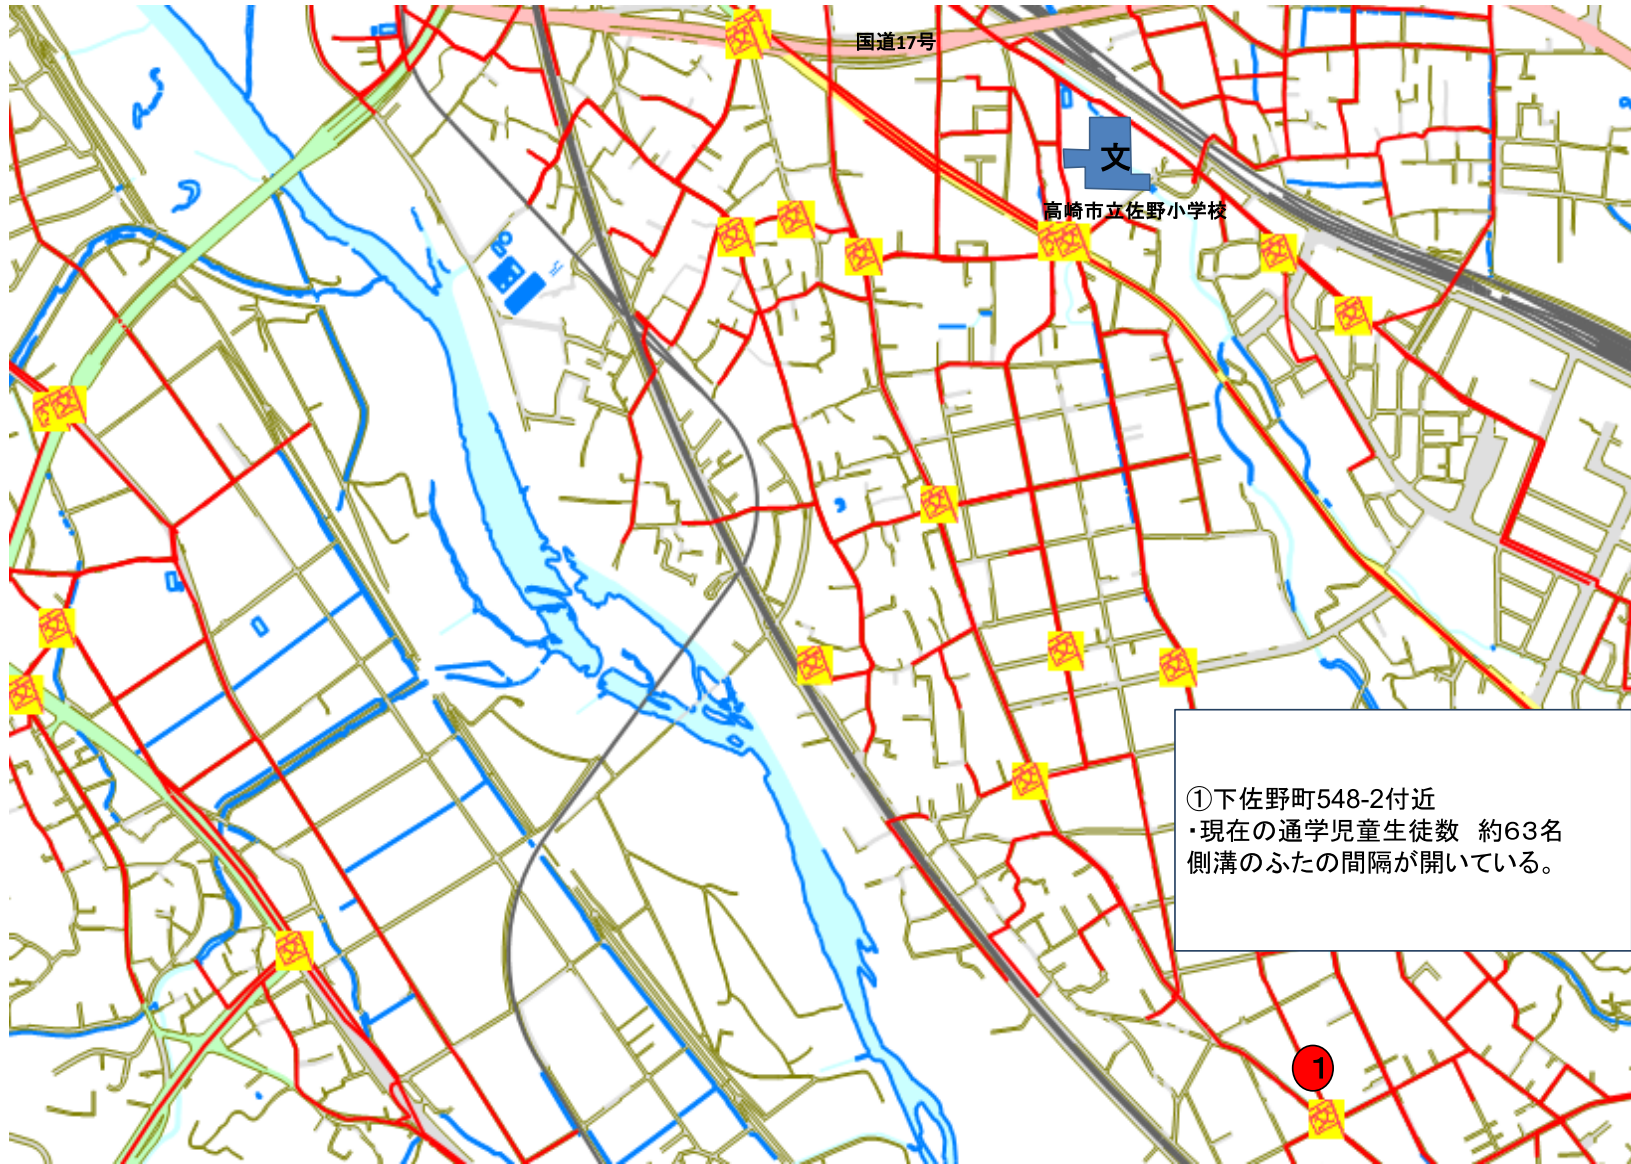 国道17号
文
高崎市立佐野小学校
①下佐野町548-2付近
・現在の通学児童生徒数　約６３名
側溝のふたの間隔が開いている。
1